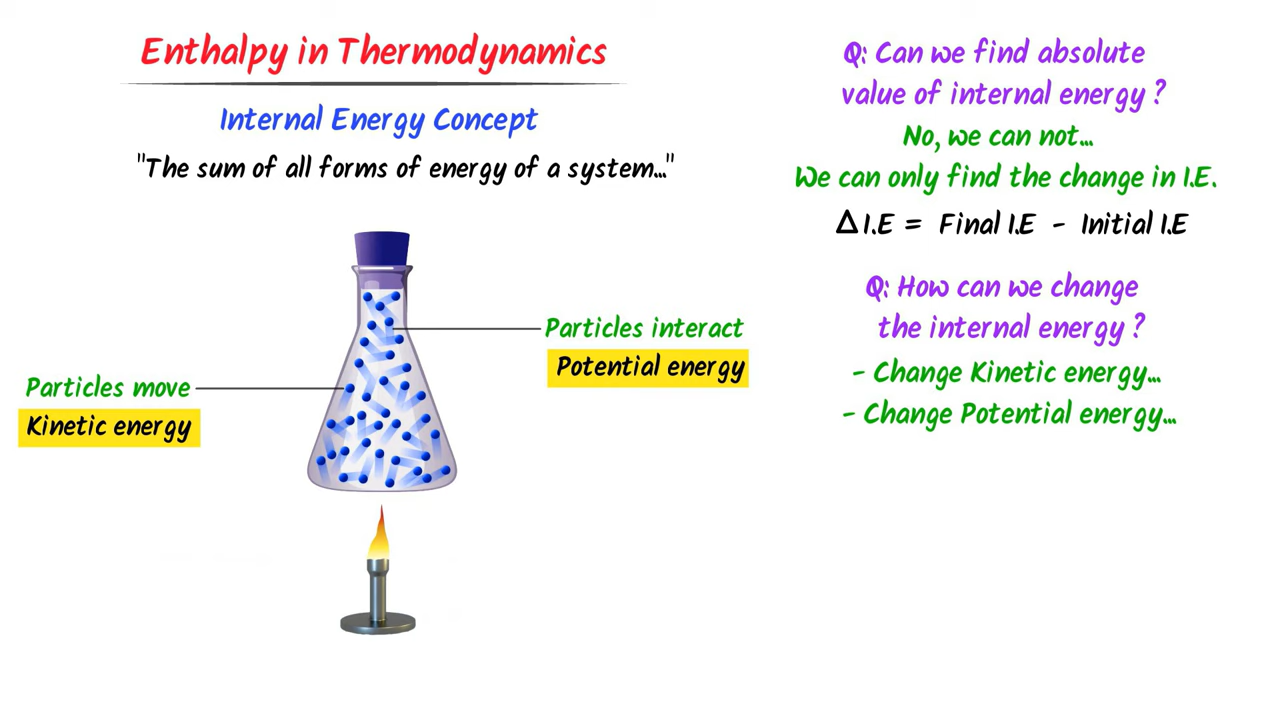 Enthalpy in Thermodynamics
Internal Energy Concept
"The sum of all forms of energy of a system..."
Particles move
Kinetic energy
Particles interact
Potential energy
Q: Can we find absolute
value of internal energy ?
No, we can not...
We can only find the change in I.E.
Δ I.E = Final I.E - Initial I.E
Q: How can we change
the internal energy ?
- Change Kinetic energy...
- Change Potential energy...